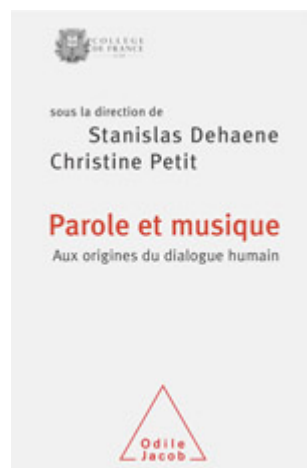 COLLEGE
DE FRANCE
sous la direction de
Stanislas Dehaene
Christine Petit
Parole et musique
Aux origines du dialogue humain
Odile
Jacob